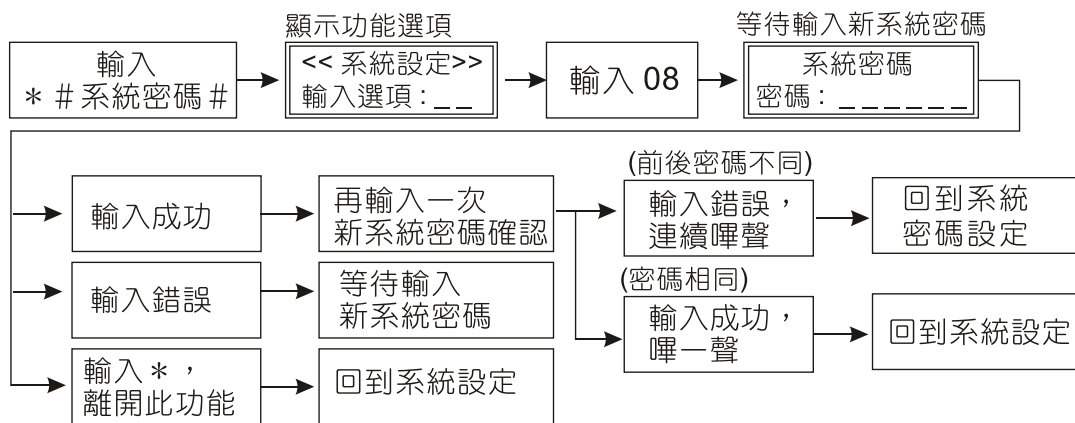 輸入
＊＃系統密碼＃
顯示功能選項
<< 系統設定>>
輸入選項:_ _
輸入 08
等待輸入新系統密碼
系統密碼
密碼：_ _ _ _ _ _
輸入成功
再輸入一次
新系統密碼確認
(前後密碼不同)
輸入錯誤，
連續嗶聲
回到系統
密碼設定
(密碼相同)
輸入成功，
嗶一聲
回到系統設定
輸入錯誤
等待輸入
新系統密碼
輸入＊，
離開此功能
回到系統設定